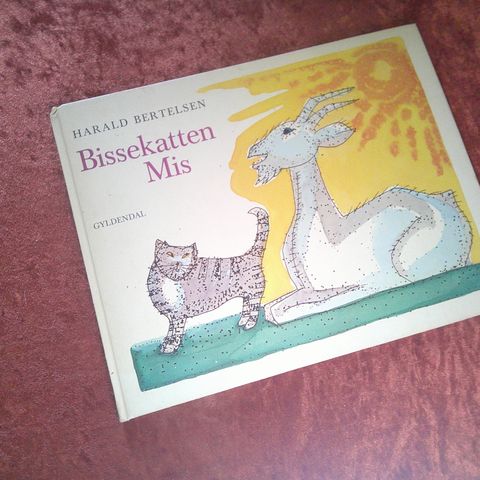 HARALD BERTELSEN
Bissekatten
Mis
GYLDENDAL